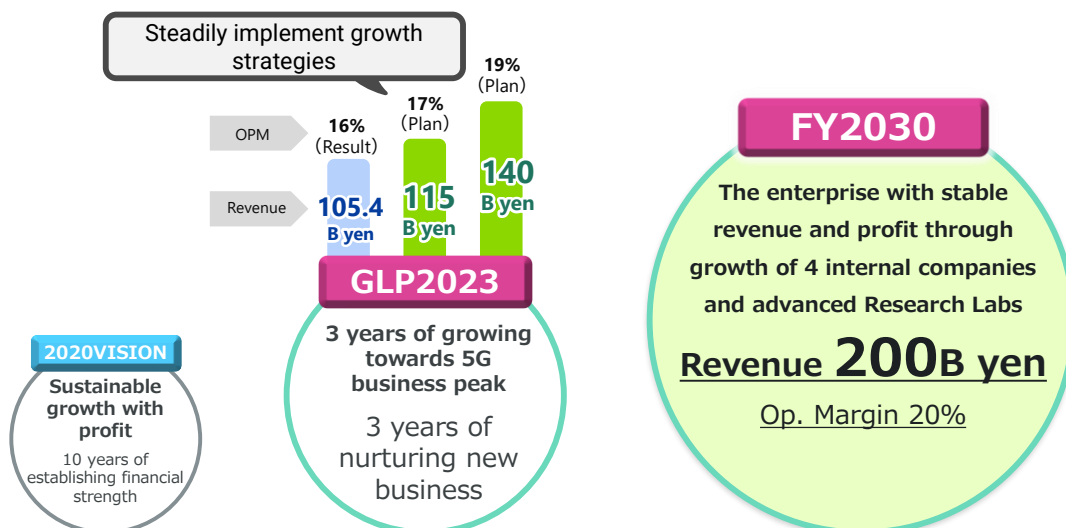 Steadily implement growth
strategies
OPM
Revenue
16%
(Result)
105.4
B yen
17%
(Plan)
115
B yen
19%
(Plan)
140
B yen
2020VISION
Sustainable
growth with
profit
10 years of
establishing financial
strength
GLP2023
3 years of growing
towards 5G
business peak
3 years of
nurturing new
business
FY2030
The enterprise with stable
revenue and profit through
growth of 4 internal companies
and advanced Research Labs
Revenue 200B yen
Op. Margin 20%